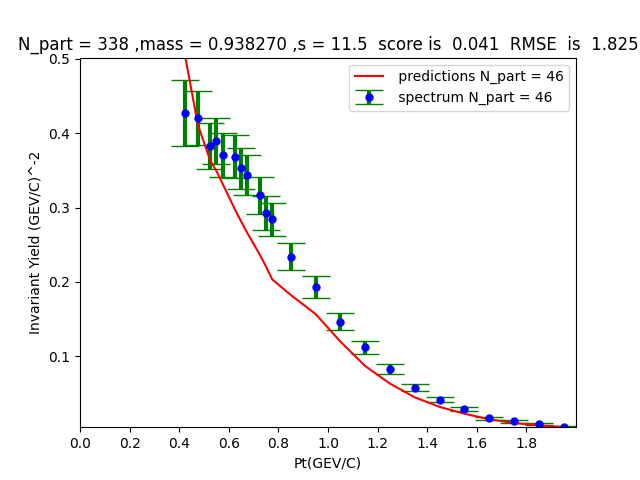 N_part = 338 ,mass = 0.938270 ,s = 11.5  score is  0.041  RMSE  is  1.825
predictions N_part = 46
spectrum N_part = 46
0.5
0.4
0.3
0.2
0.1
Invariant Yield (GEV/C)^-2
0.0 0.2 0.4 0.6 0.8 1.0 1.2 1.4 1.6 1.8
Pt(GEV/C)